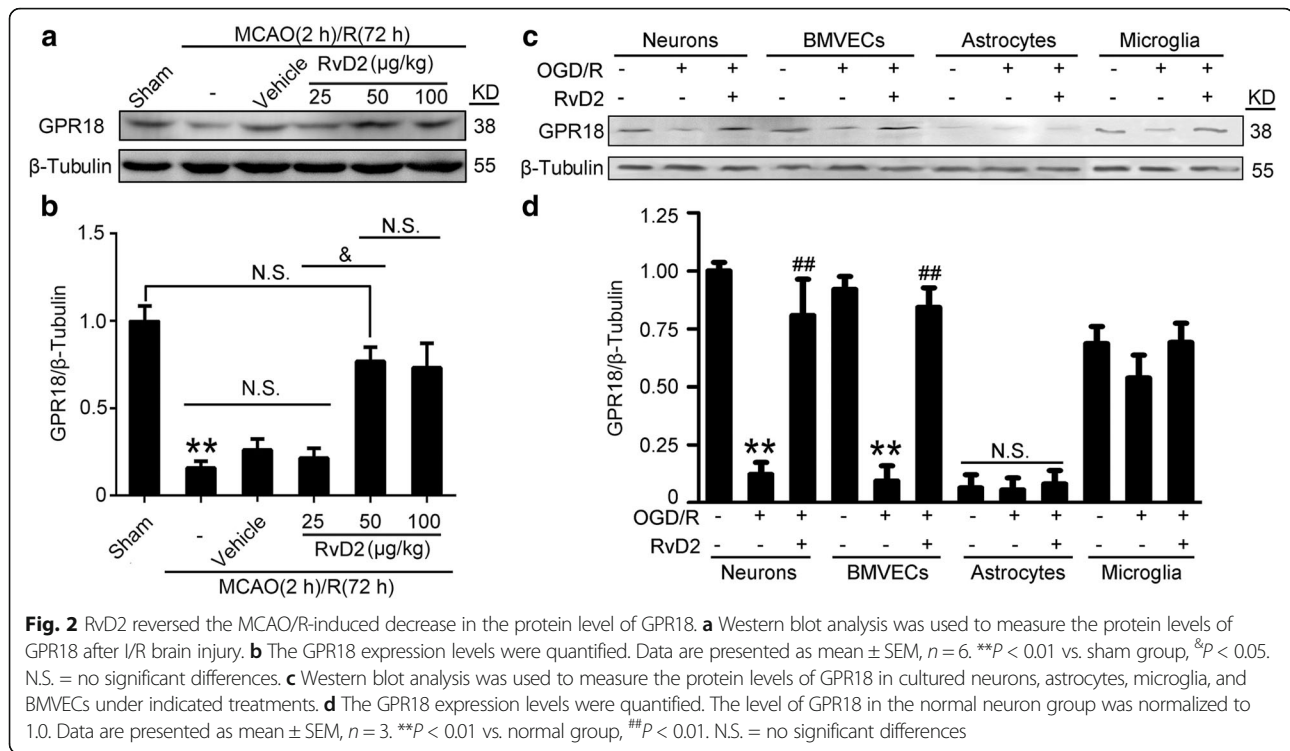 a
MCAO(2 h)/R(72 h)
RvD2 (µg/kg)
Sham - Vehicle 25 50 100 KD
GPR18 38
β-Tubulin 55
b
GPR18/β-Tubulin
1.5
1.0
0.5
0
N.S.
&
N.S.
N.S.
**
Sham - Vehicle 25 50 100
RvD2 (µg/kg)
MCAO(2 h)/R(72 h)
c
Neurons BMVECs Astrocytes Microglia
OGD/R - + + - + + - + + - + +
RvD2 - - + - - + - - + - - + KD
GPR18 38
β-Tubulin 55
d
GPR18/β-Tubulin
1.25
1.00
0.75
0.50
0.25
0
** ## ** ## N.S.
OGD/R - + + - + + - + + - + +
RvD2 - - + - - + - - + - - +
Neurons BMVECs Astrocytes Microglia
Fig. 2 RvD2 reversed the MCAO/R-induced decrease in the protein level of GPR18. a Western blot analysis was used to measure the protein levels of
GPR18 after I/R brain injury. b The GPR18 expression levels were quantified. Data are presented as mean ± SEM, n = 6. **P < 0.01 vs. sham group, &P < 0.05.
N.S. = no significant differences. c Western blot analysis was used to measure the protein levels of GPR18 in cultured neurons, astrocytes, microglia, and
BMVECs under indicated treatments. d The GPR18 expression levels were quantified. The level of GPR18 in the normal neuron group was normalized to
1.0. Data are presented as mean ± SEM, n = 3. **P < 0.01 vs. normal group, ##P < 0.01. N.S. = no significant differences